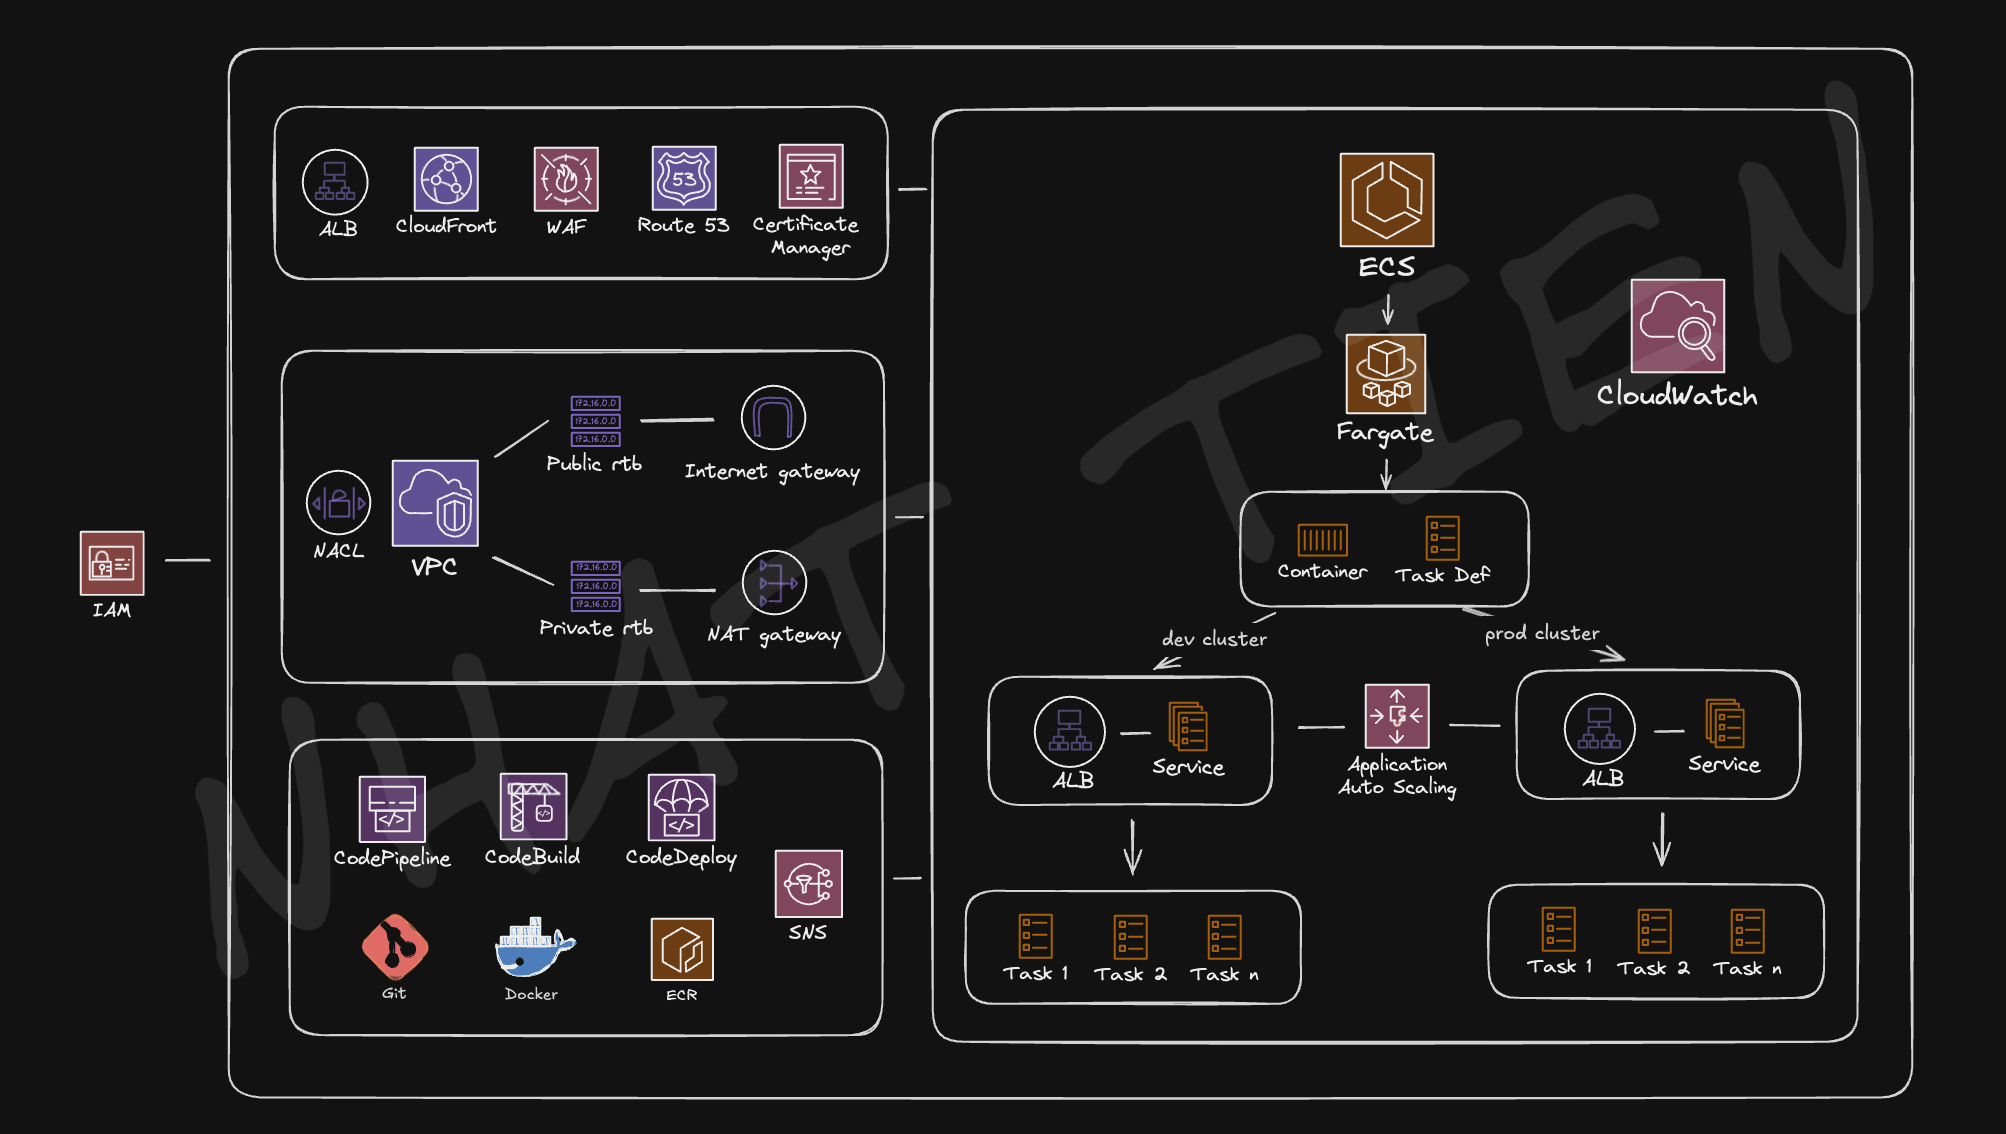 ALB
CloudFront
WAF
53
Route 53
Certificate
Manager
ECS
Fargate
CloudWatch
172.16.0.0
172.16.0.0
172.16.0.0
Public rtb
Internet gateway
NACL
VPC
172.16.0.0
172.16.0.0
172.16.0.0
Private rtb
NAT gateway
IAM
Container
Task Def
dev cluster
prod cluster
ALB
Service
Application
Auto Scaling
ALB
Service
</>
CodePipeline
</>
CodeBuild
</>
CodeDeploy
SNS
Git
Docker
ECR
Task 1
Task 2
Task n
Task 1
Task 2
Task n
NHAT TIEN